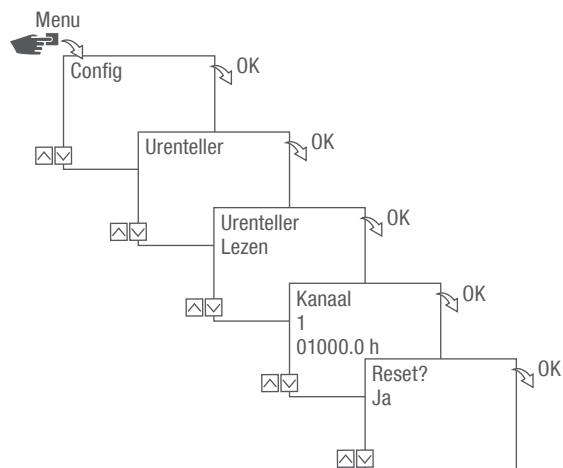 Menu
Config
OK
Urenteller
OK
Urenteller
Lezen
OK
Kanaal
1
01000.0 h
OK
Reset?
Ja
OK